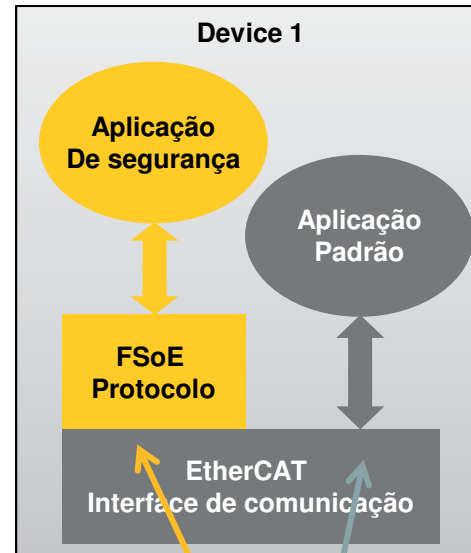 Device 1
Aplicação
De segurança
Aplicação
Padrão
FSoE
Protocolo
EtherCAT
Interface de comunicação